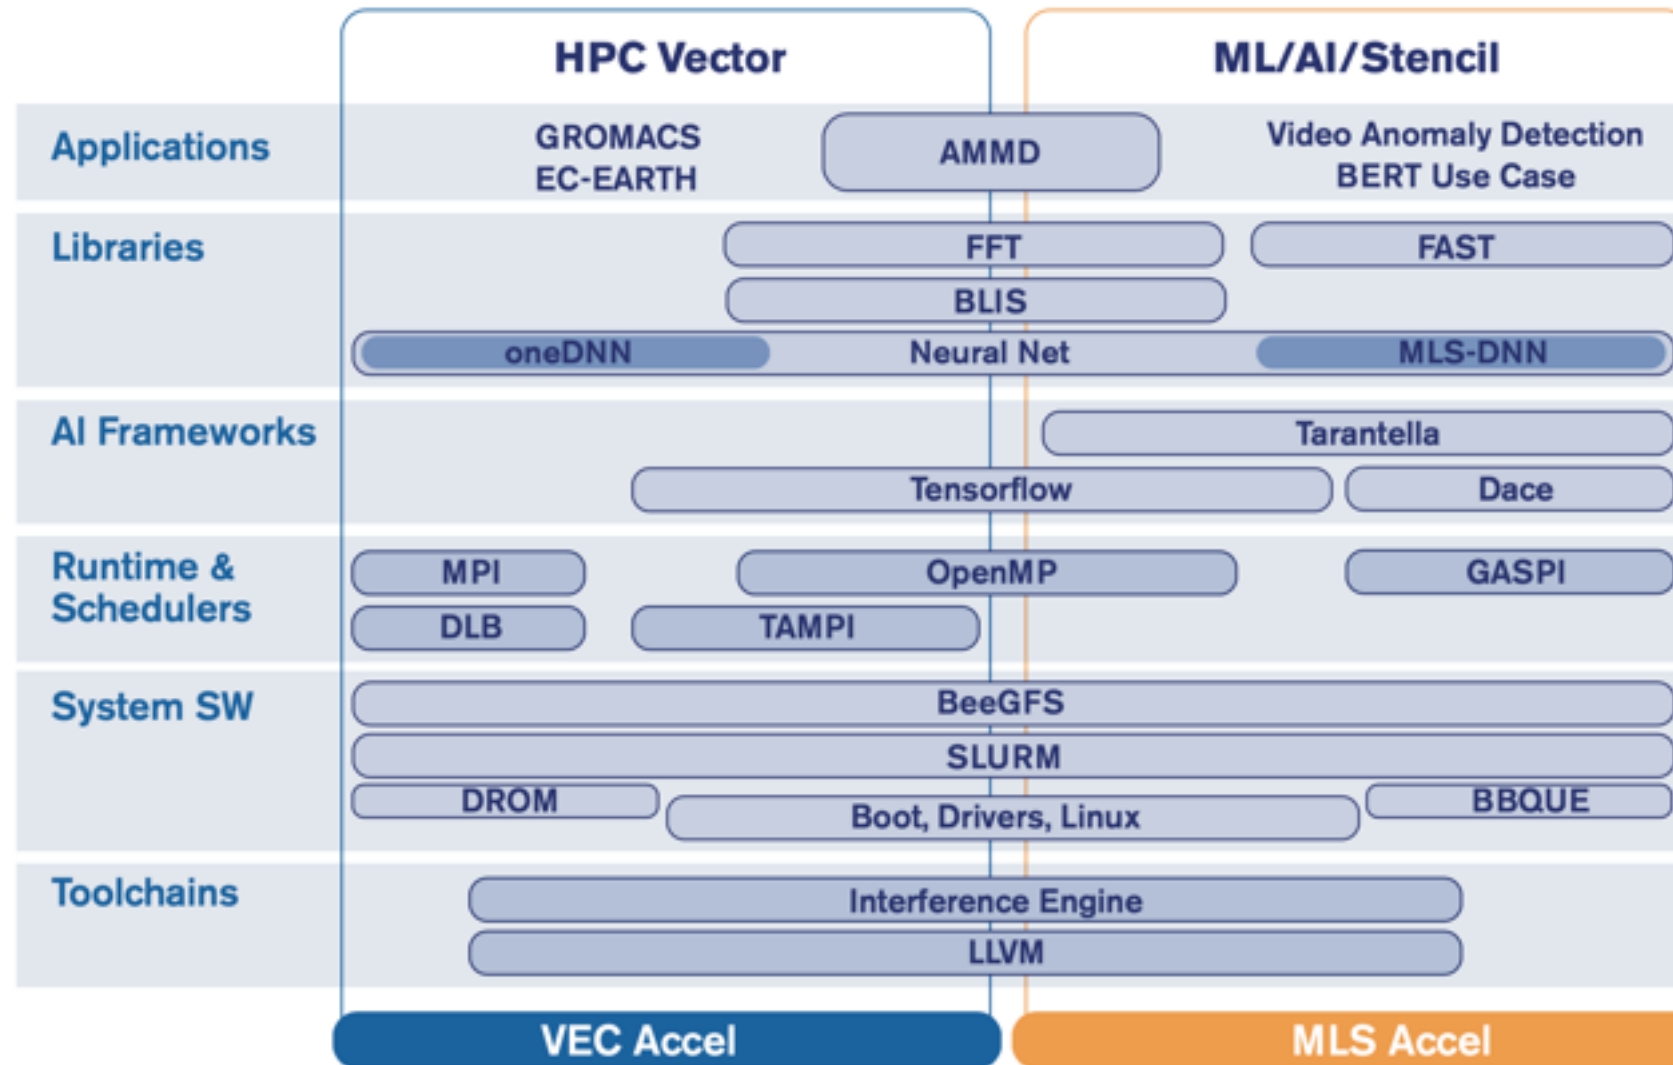 HPC Vector
ML/AI/Stencil
Applications
GROMACS
EC-EARTH
AMMD
Video Anomaly Detection
BERT Use Case
Libraries
FFT
FAST
BLIS
oneDNN
Neural Net
MLS-DNN
AI Frameworks
Tarantella
Tensorflow
Dace
Runtime &
Schedulers
MPI
OpenMP
GASPI
DLB
TAMPI
System SW
BeeGFS
SLURM
DROM
Boot, Drivers, Linux
BBQUE
Toolchains
Interference Engine
LLVM
VEC Accel
MLS Accel